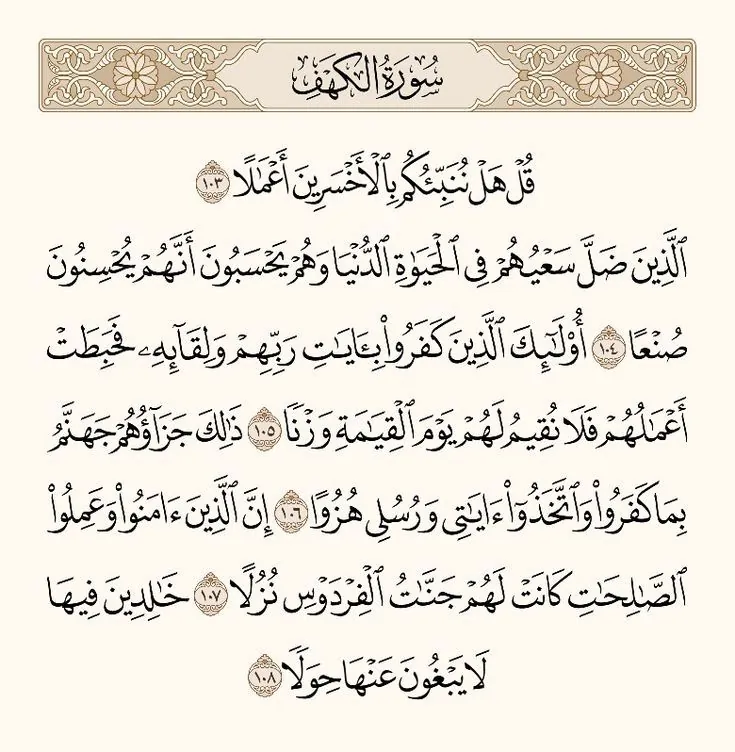 سُورَةُ الكَهْفِ
قُلْ هَلْ نُنَبِّئُكُم بِٱلْأَخْسَرِينَ أَعْمَٰلًا ١٠٣
ٱلَّذِينَ ضَلَّ سَعْيُهُمْ فِي ٱلْحَيَوٰةِ ٱلدُّنْيَا وَهُمْ يَحْسَبُونَ أَنَّهُمْ يُحْسِنُونَ
صُنْعًا ١٠٤ أُو۟لَٰٓئِكَ ٱلَّذِينَ كَفَرُوا۟ بِـَٔايَٰتِ رَبِّهِمْ وَلِقَآئِهِۦ فَحَبِطَتْ
أَعْمَٰلُهُمْ فَلَا نُقِيمُ لَهُمْ يَوْمَ ٱلْقِيَٰمَةِ وَزْنًا ١٠٥ ذَٰلِكَ جَزَآؤُهُمْ جَهَنَّمُ
بِمَا كَفَرُوا۟ وَٱتَّخَذُوٓا۟ ءَايَٰتِي وَرُسُلِي هُزُوًا ١٠٦ إِنَّ ٱلَّذِينَ ءَامَنُوا۟ وَعَمِلُوا۟
ٱلصَّٰلِحَٰتِ كَانَتْ لَهُمْ جَنَّٰتُ ٱلْفِرْدَوْسِ نُزُلًا ١٠٧ خَٰلِدِينَ فِيهَا
لَا يَبْغُونَ عَنْهَا حِوَلًا ١٠٨